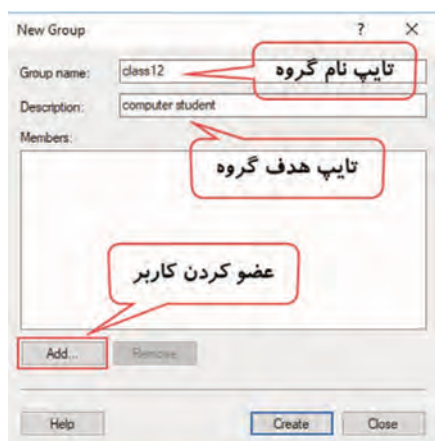 New Group ? ×
Group name: class12
تایپ نام گروه
Description: computer student
Members:
تایپ هدف گروه
عضو کردن کاربر
Add... Remove
Help Create Close